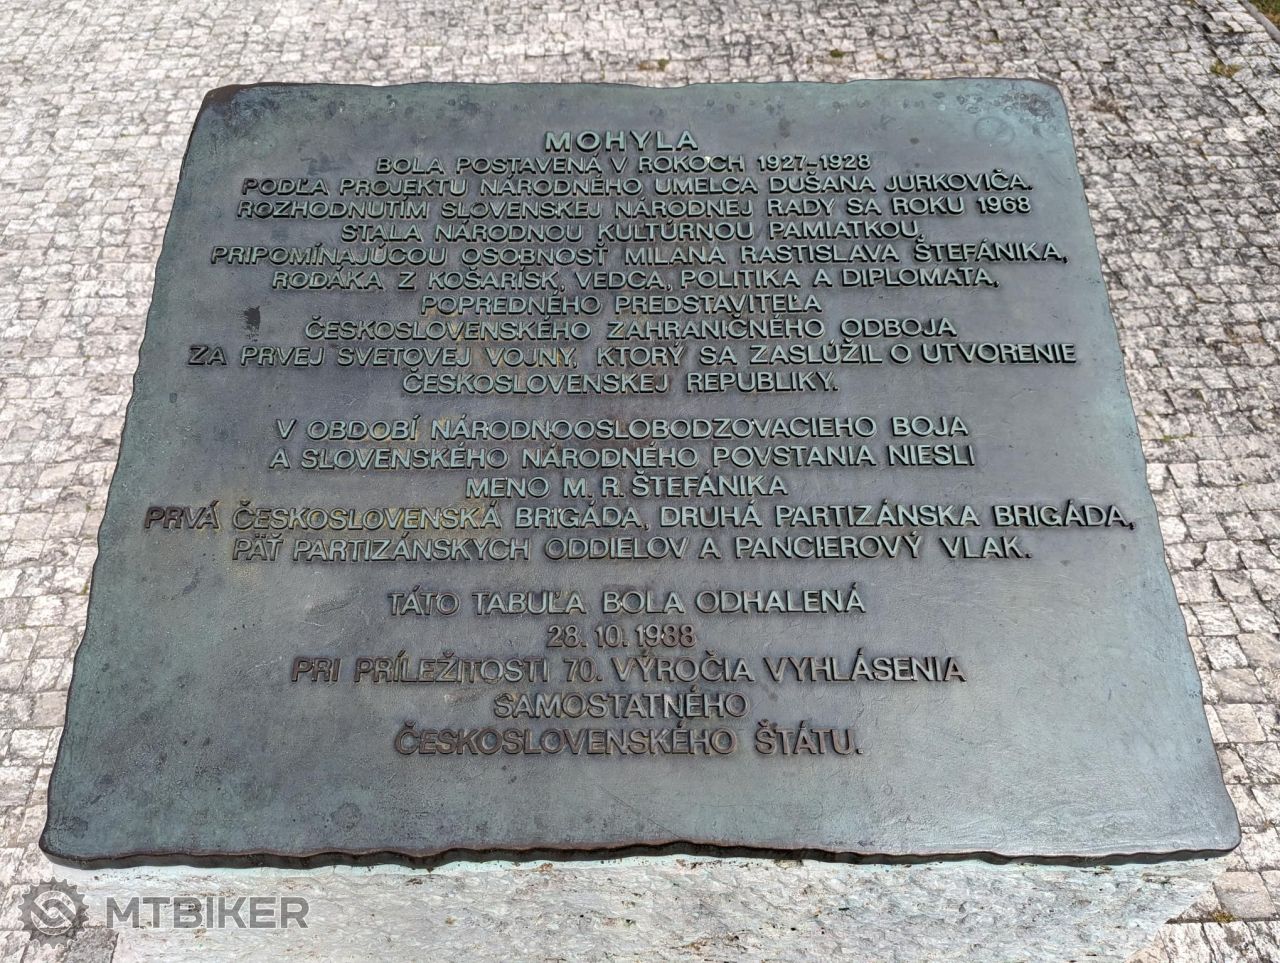 MOHYLA
BOLA POSTAVENÁ V ROKOCH 1927-1928
PODĽA PROJEKTU NÁRODNÉHO UMELCA DUŠANA JURKOVIČA.
ROZHODNUTÍM SLOVENSKEJ NÁRODNEJ RADY SA ROKU 1968
STALA NÁRODNOU KULTÚRNOU PAMIATKOU,
PRIPOMÍNAJÚCOU OSOBNOSŤ MILANA RASTISLAVA ŠTEFÁNIKA,
RODÁKA Z KOŠARÍSK, VEDCA, POLITIKA A DIPLOMATA,
POPREDNÉHO PREDSTAVITEĽA
ČESKOSLOVENSKÉHO ZAHRANIČNÉHO ODBOJA
ZA PRVEJ SVETOVEJ VOJNY, KTORÝ SA ZASLÚŽIL O UTVORENIE
ČESKOSLOVENSKEJ REPUBLIKY.
V OBDOBÍ NÁRODNOOSLOBODZOVACIEHO BOJA
A SLOVENSKÉHO NÁRODNÉHO POVSTANIA NIESLI
MENO M. R. ŠTEFÁNIKA
PRVÁ ČESKOSLOVENSKÁ BRIGÁDA, DRUHÁ PARTIZÁNSKA BRIGÁDA,
PÄŤ PARTIZÁNSKYCH ODDIELOV A PANCIEROVÝ VLAK.
TÁTO TABUĽA BOLA ODHALENÁ
28. 10. 1988
PRI PRÍLEŽITOSTI 70. VÝROČIA VYHLÁSENIA
SAMOSTATNÉHO
ČESKOSLOVENSKÉHO ŠTÁTU.
MTBIKER